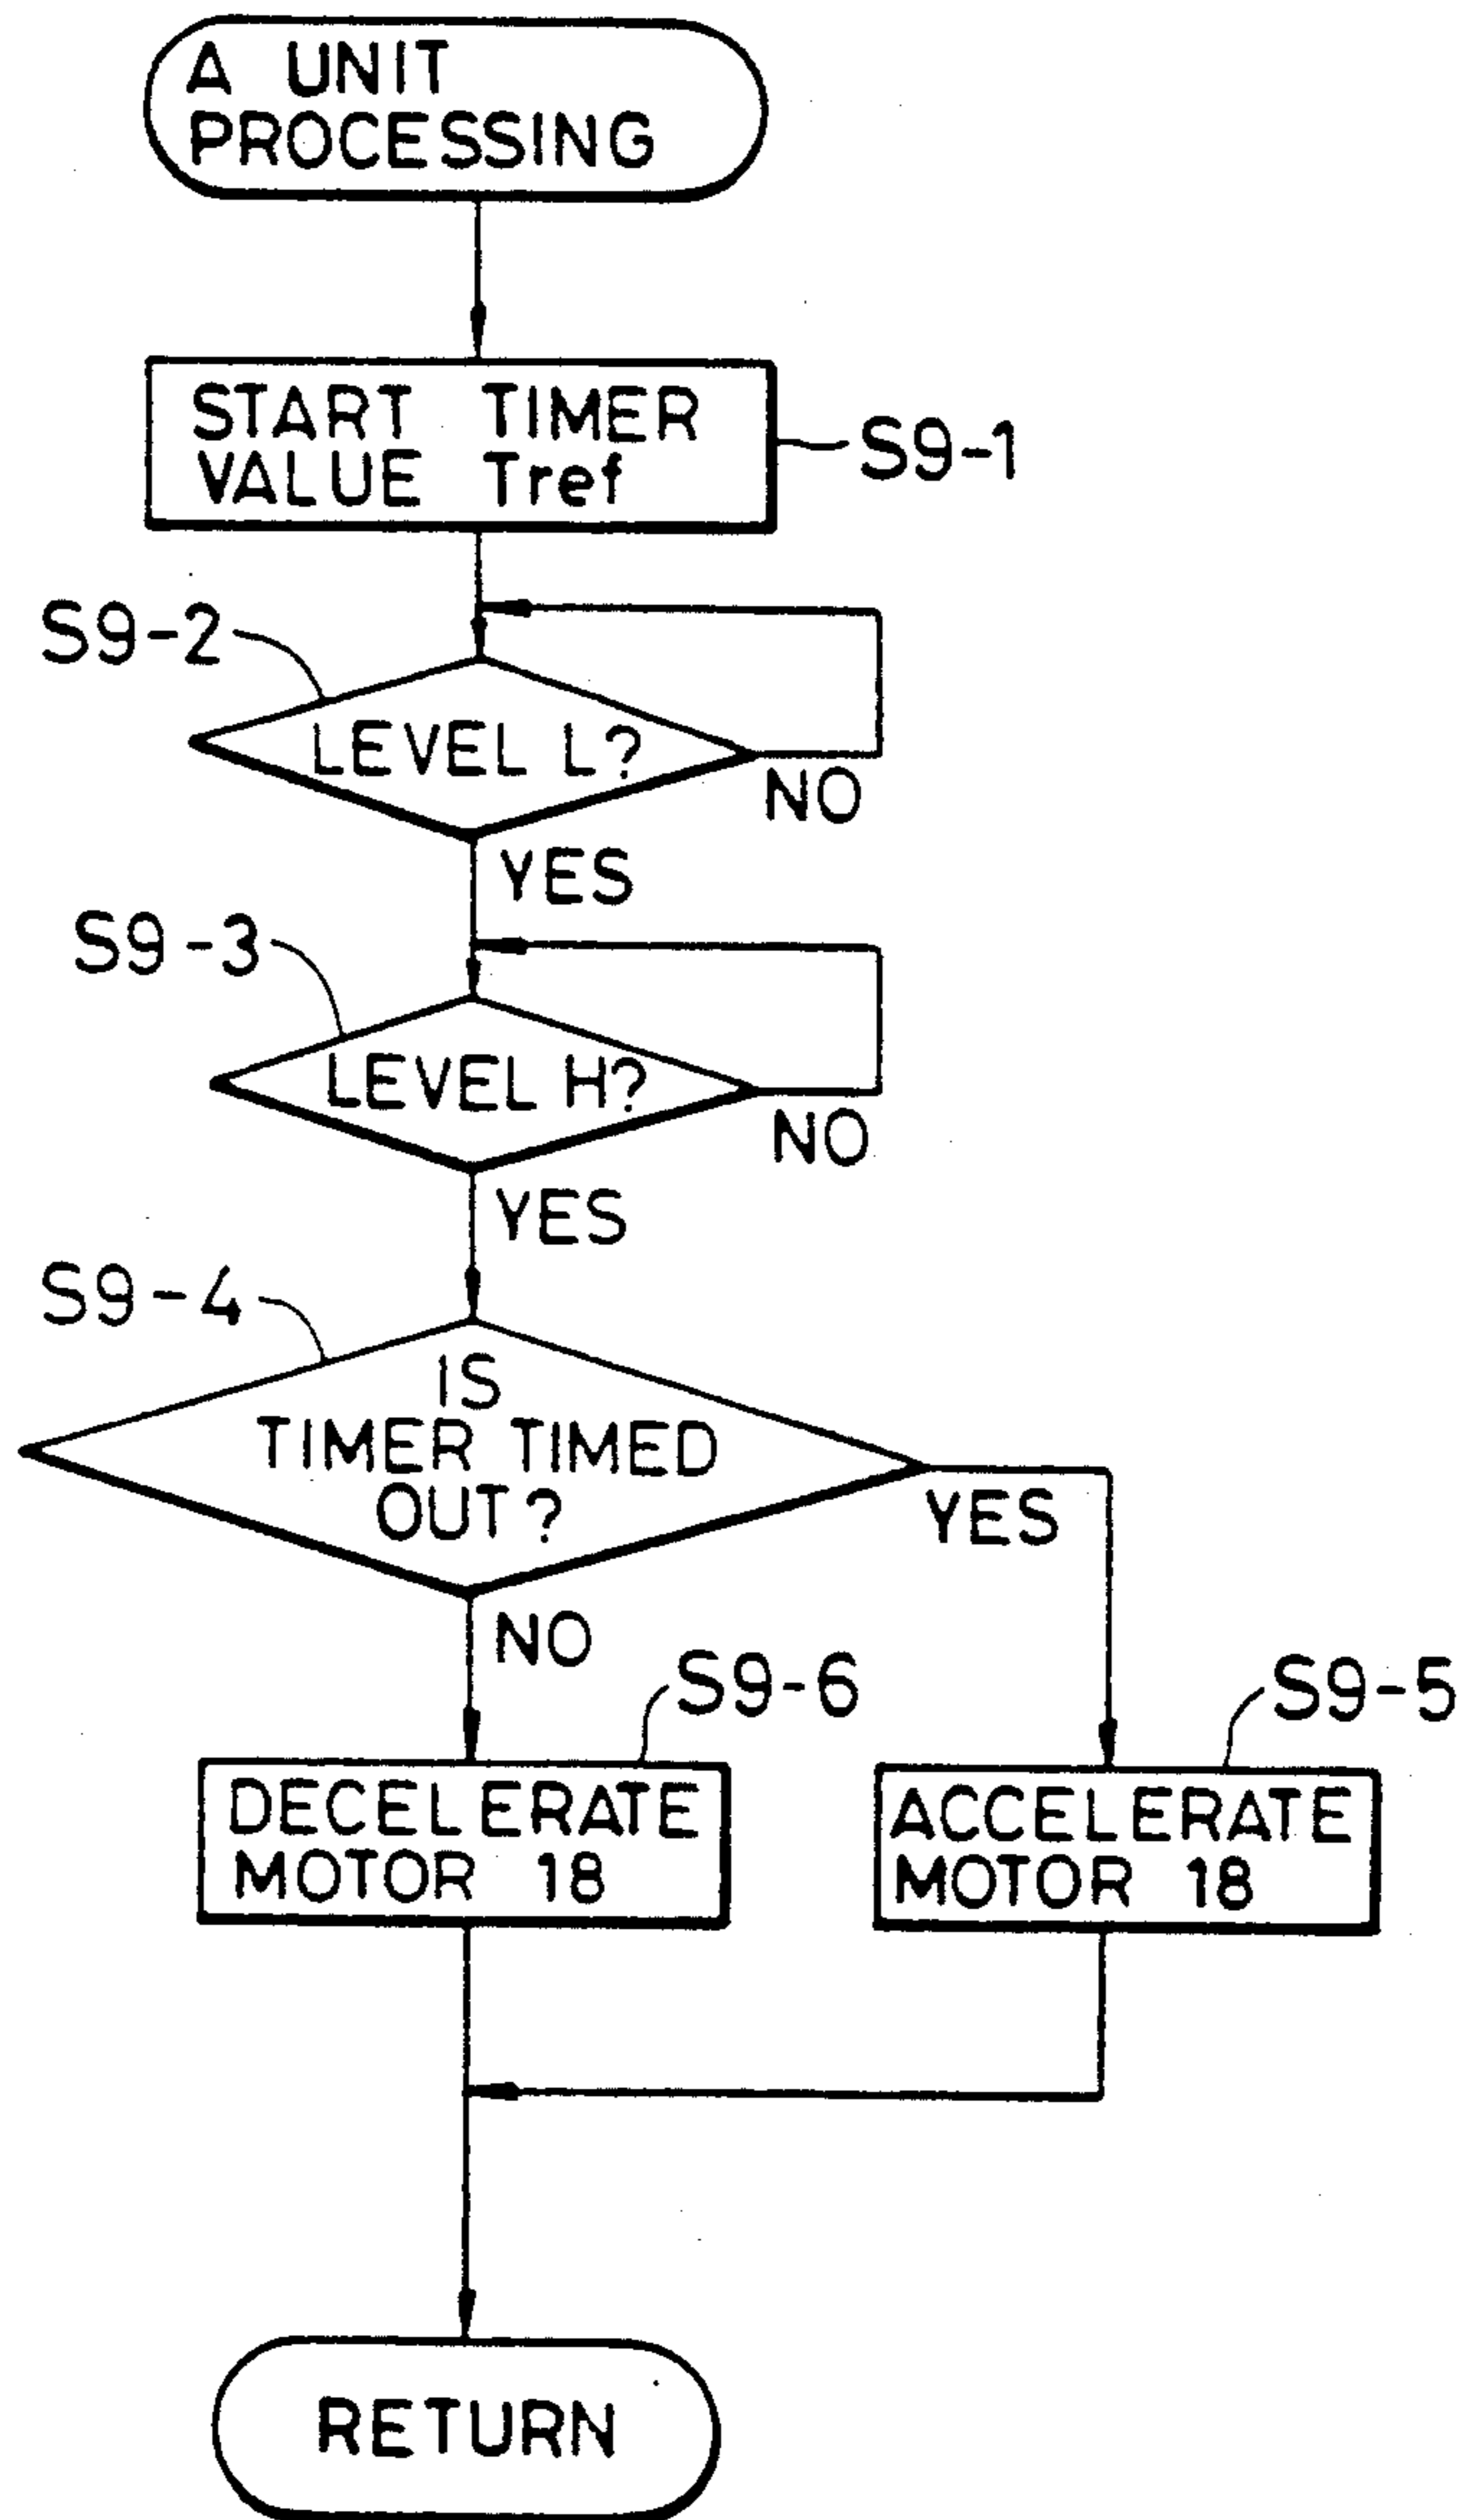 A UNIT
PROCESSING
START TIMER
VALUE Tref
S9-1
S9-2
LEVEL L?
NO
YES
S9-3
LEVEL H?
NO
YES
S9-4
IS
TIMER TIMED
OUT?
YES
NO
S9-6
S9-5
DECELERATE
MOTOR 18
ACCELERATE
MOTOR 18
RETURN